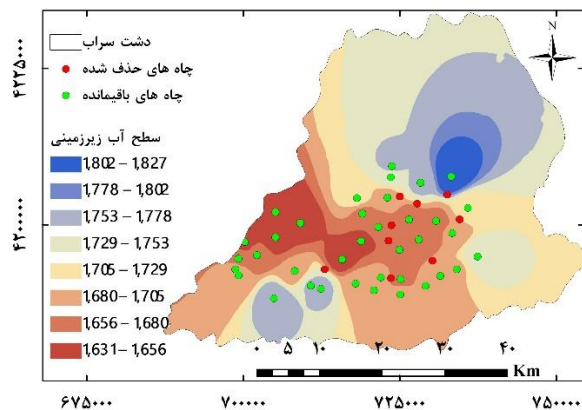 N
دشت سراب
چاه های حذف شده
چاه های باقیمانده
سطح آب زیرزمینی
1,802 – 1,827
1,778 – 1,802
1,753 – 1,778
1,729 – 1,753
1,705 – 1,729
1,680 – 1,705
1,656 – 1,680
1,631 – 1,656
۴۲۲۵۰۰۰
۴۲۰۰۰۰۰
۰ ۵ ۱۰ ۲۰ ۳۰ ۴۰
Km
۶۷۵۰۰۰ ۷۰۰۰۰۰ ۷۲۵۰۰۰ ۷۵۰۰۰۰